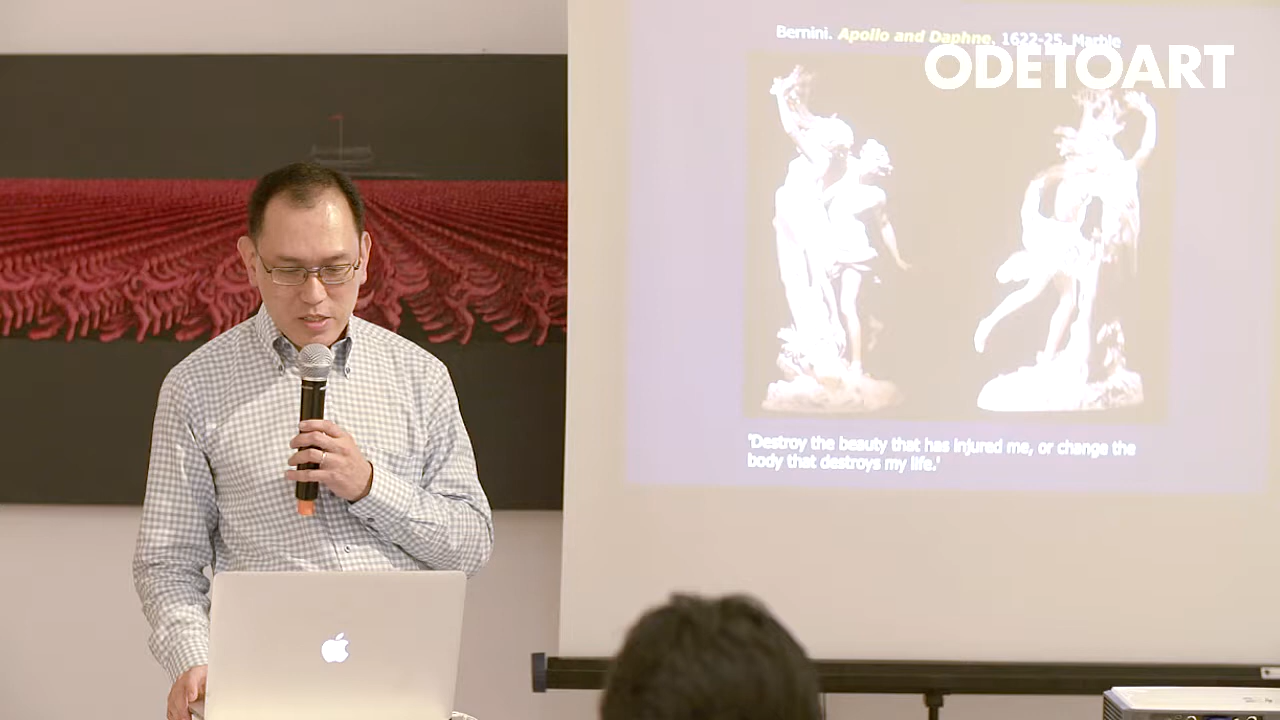 Bernini. Apollo and Daphne. 1622-25. Marble
ODETOART
'Destroy the beauty that has injured me, or change the
body that destroys my life.'